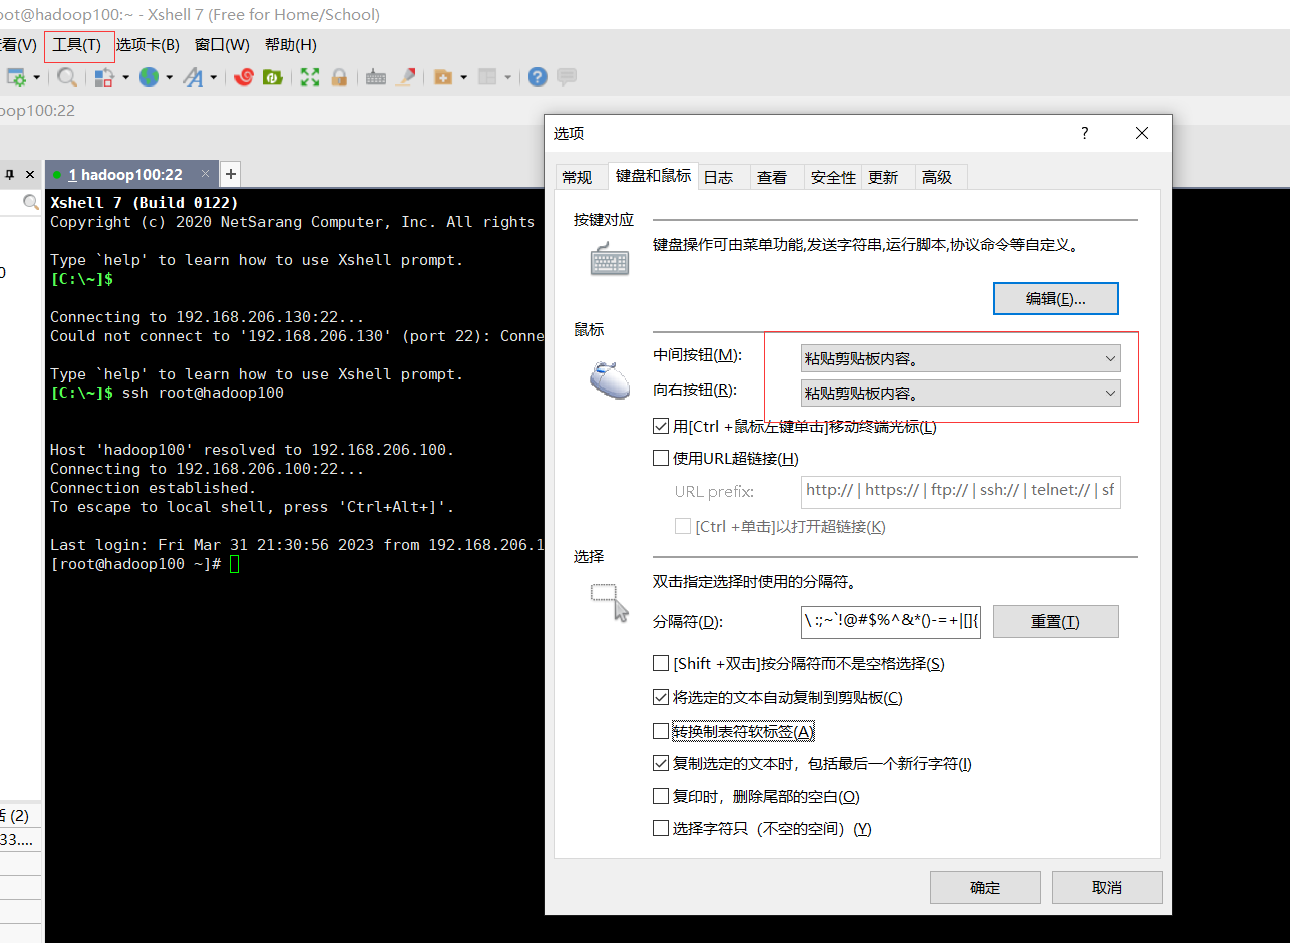 oot@hadoop100:~ - Xshell 7 (Free for Home/School)
看(V) 工具(T) 选项卡(B) 窗口(W) 帮助(H)
oop100:22
1 hadoop100:22
Xshell 7 (Build 0122)
Copyright (c) 2020 NetSarang Computer, Inc. All rights
Type `help' to learn how to use Xshell prompt.
[C:\~]$
Connecting to 192.168.206.130:22...
Could not connect to '192.168.206.130' (port 22): Conne
Type `help' to learn how to use Xshell prompt.
[C:\~]$ ssh root@hadoop100
Host 'hadoop100' resolved to 192.168.206.100.
Connecting to 192.168.206.100:22...
Connection established.
To escape to local shell, press 'Ctrl+Alt+]'.
Last login: Fri Mar 31 21:30:56 2023 from 192.168.206.1
[root@hadoop100 ~]#
0
(2)
33....
选项
常规 键盘和鼠标 日志 查看 安全性 更新 高级
按键对应
键盘操作可由菜单功能,发送字符串,运行脚本,协议命令等自定义。
编辑(E)...
鼠标
中间按钮(M): 粘贴剪贴板内容。
向右按钮(R): 粘贴剪贴板内容。
用[Ctrl +鼠标左键单击]移动终端光标(L)
使用URL超链接(H)
URL prefix: http:// | https:// | ftp:// | ssh:// | telnet:// | sf
[Ctrl +单击]以打开超链接(K)
选择
双击指定选择时使用的分隔符。
分隔符(D): \ :;~`!@#$%^&*()-=+|[]{ 重置(T)
[Shift +双击]按分隔符而不是空格选择(S)
将选定的文本自动复制到剪贴板(C)
转换制表符软标签(A)
复制选定的文本时，包括最后一个新行字符(I)
复印时，删除尾部的空白(O)
选择字符只（不空的空间）(Y)
确定 取消